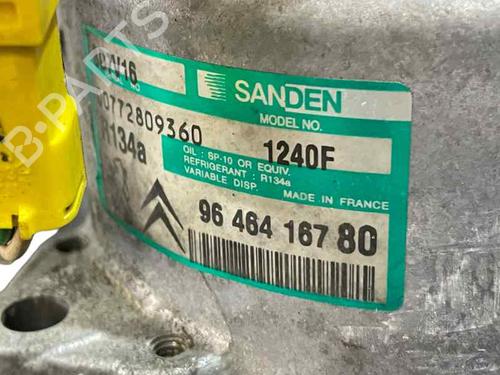 SANDEN
MODEL NO.
1240F
0772809360
R134a
OIL : SP-10 OR EQUIV.
REFRIGERANT : R134a
VARIABLE DISP.
MADE IN FRANCE
96 464 167 80
B-Parts